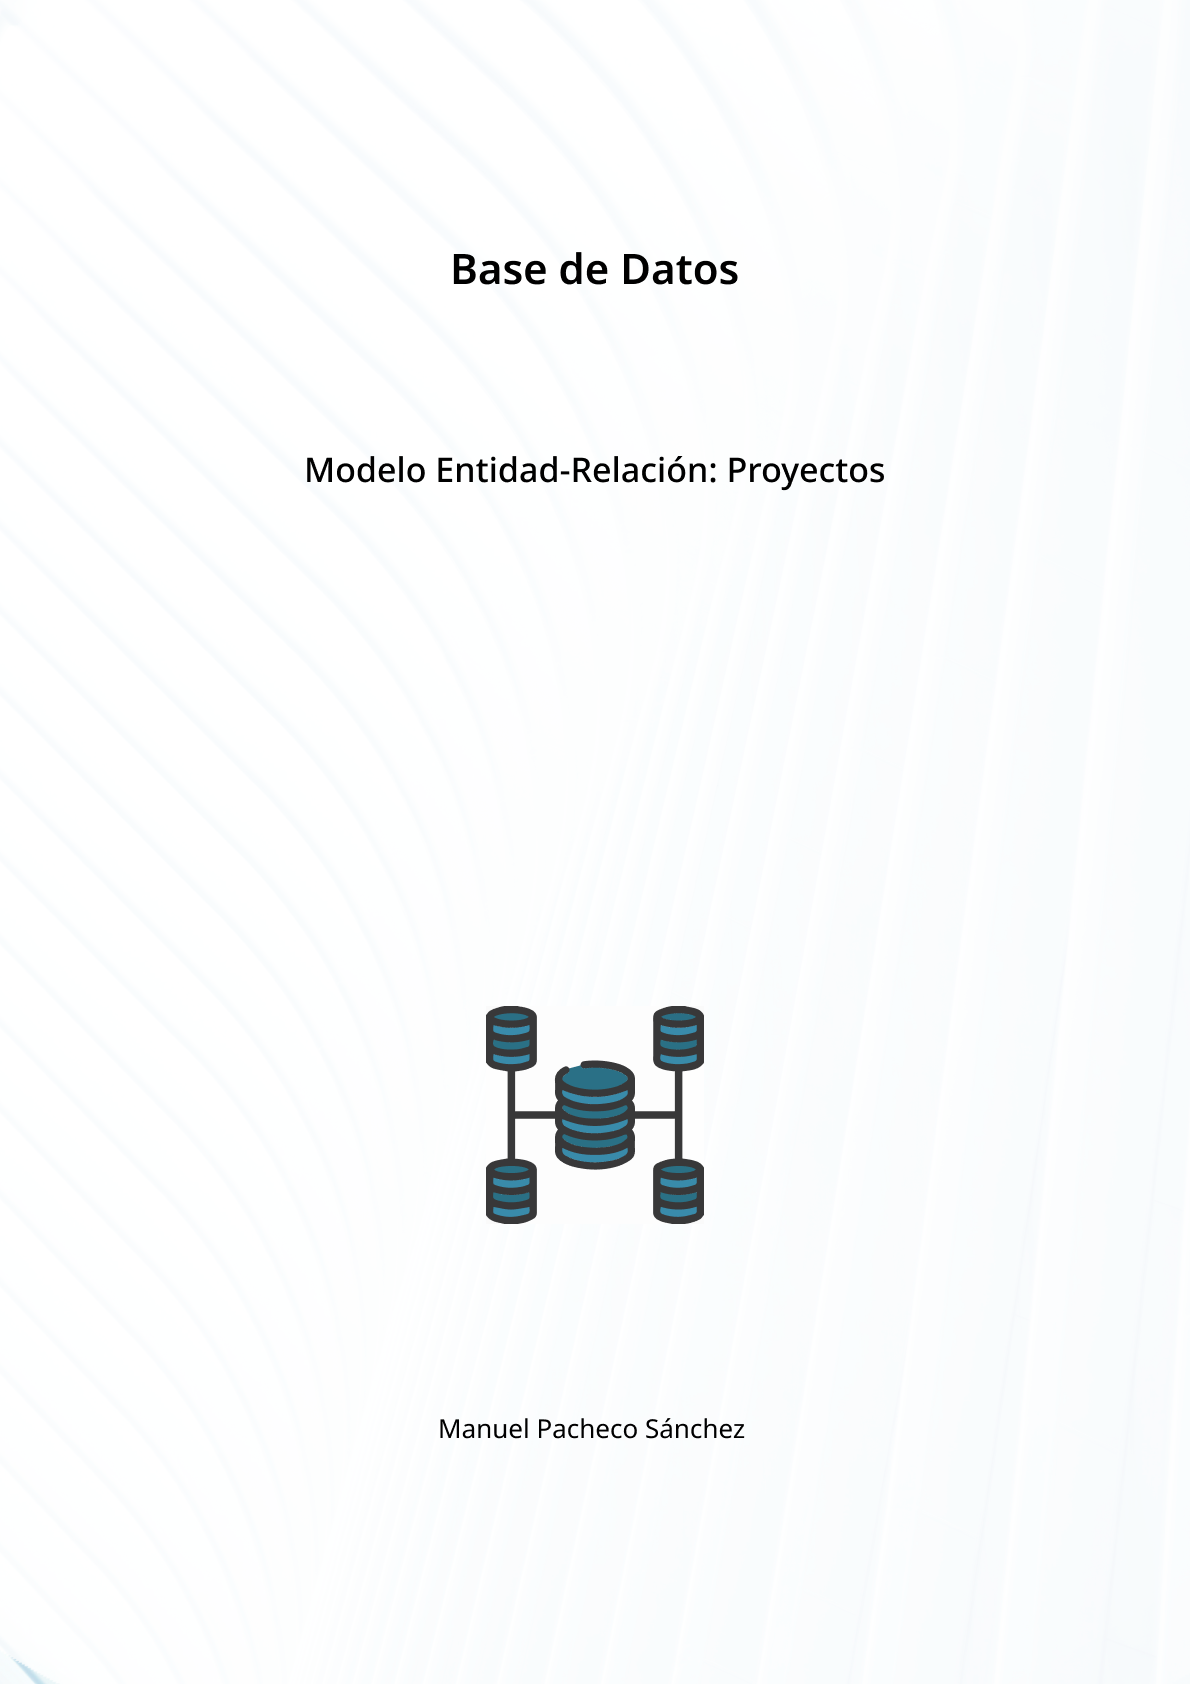 Base de Datos
Modelo Entidad-Relación: Proyectos
Manuel Pacheco Sánchez